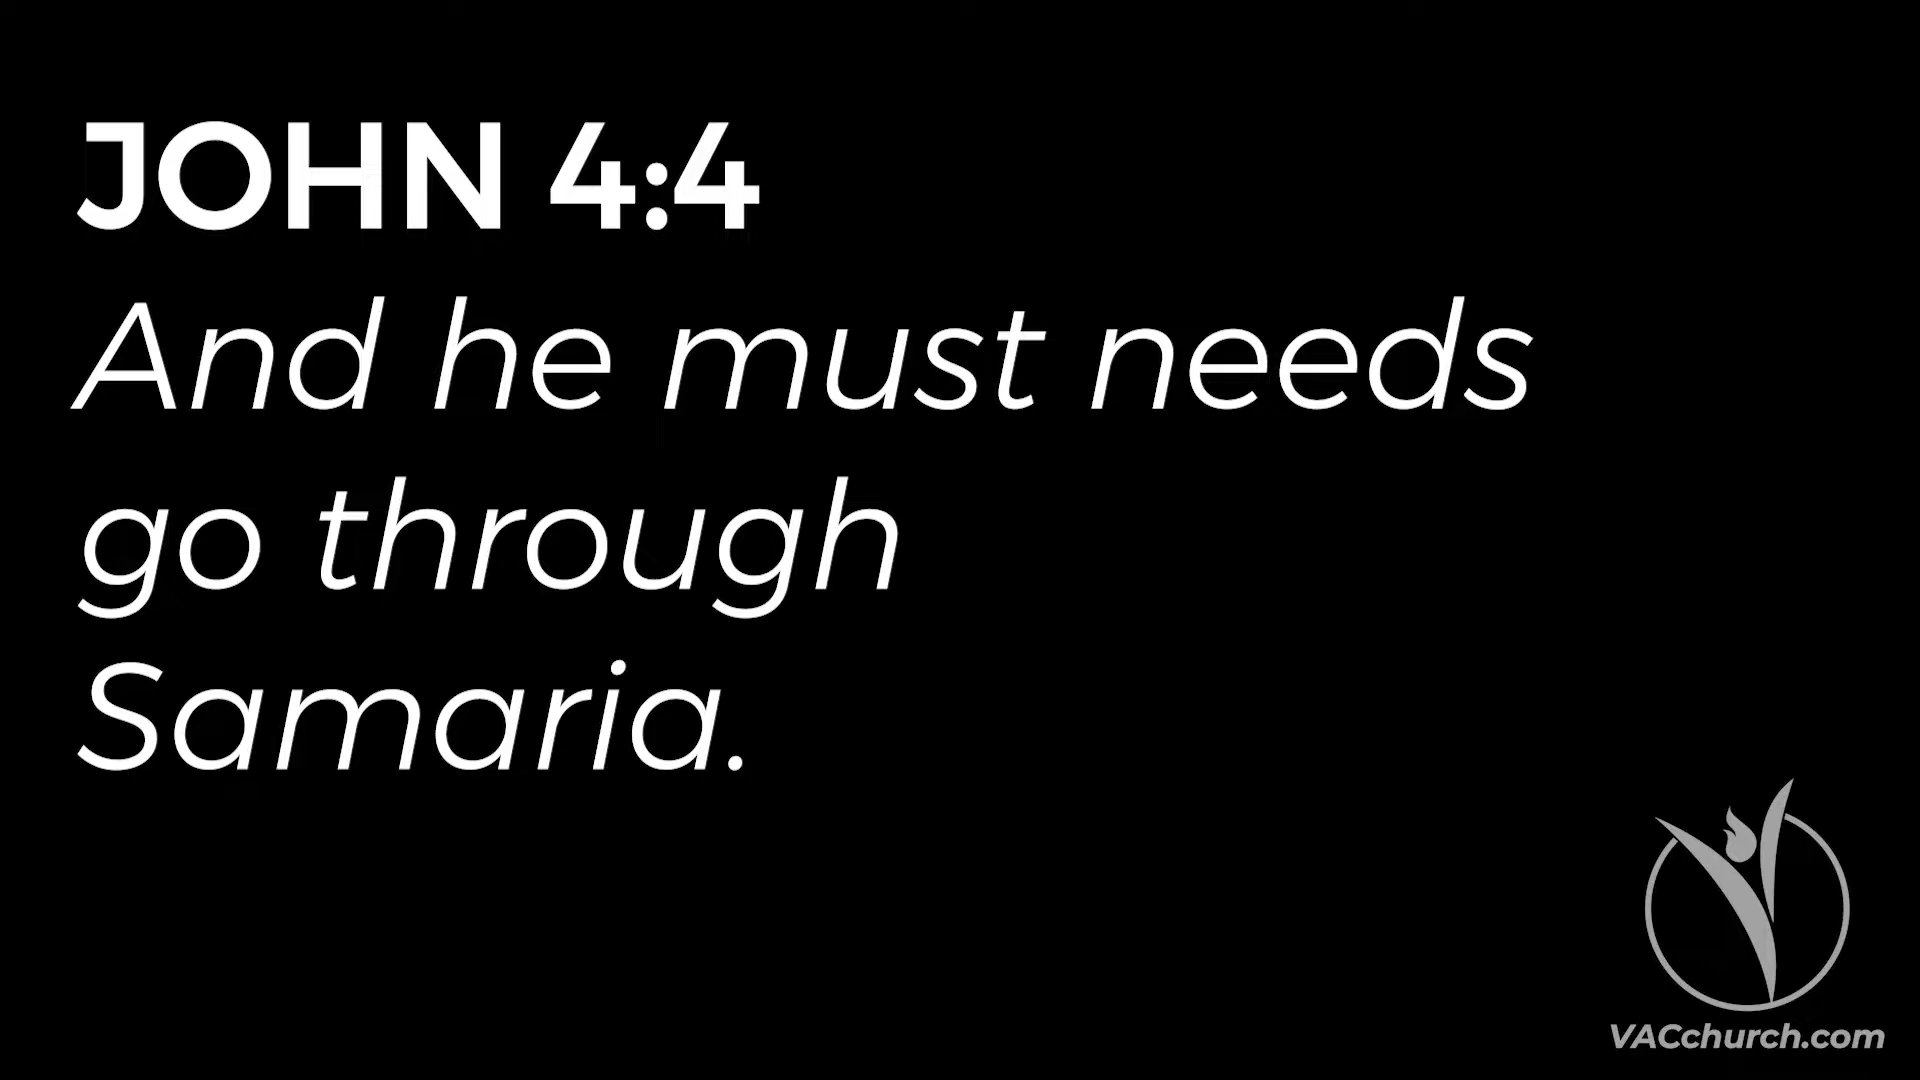 JOHN 4:4
And he must needs
go through
Samaria.
VACchurch.com